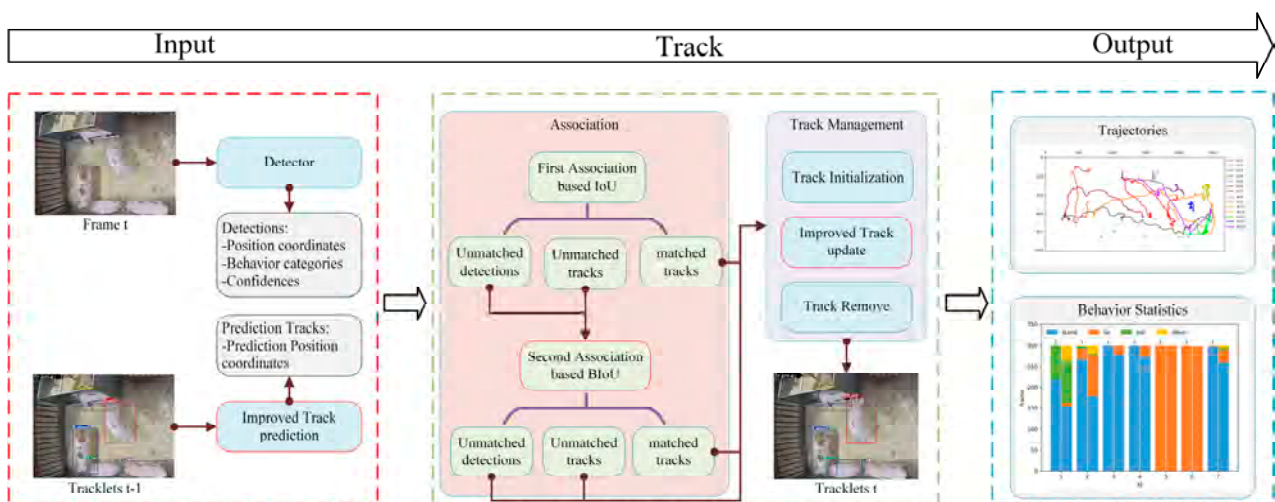 Input
Track
Output
Frame t
Detector
Detections:
-Position coordinates
-Behavior categories
-Confidences
Prediction Tracks:
-Prediction Position
coordinates
Improved Track
prediction
Tracklets t-1
Association
First Association
based IoU
Unmatched
detections
Unmatched
tracks
matched
tracks
Second Association
based BIoU
Unmatched
detections
Unmatched
tracks
matched
tracks
Track Management
Track Initialization
Improved Track
update
Track Remove
Tracklets t
Trajectories
Behavior Statistics